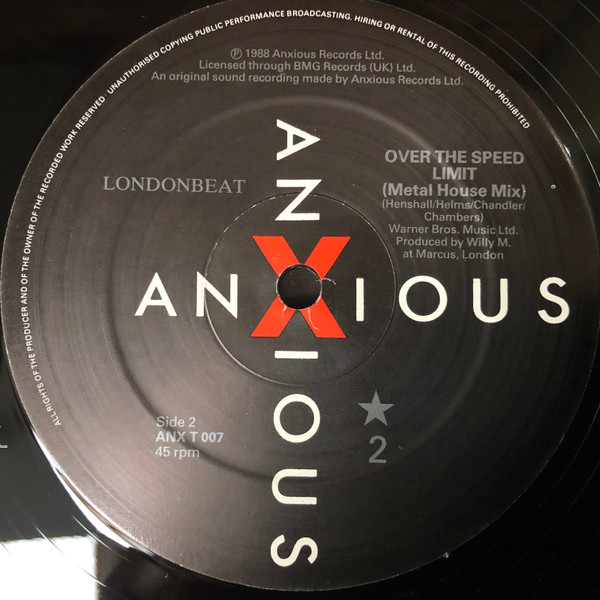 ALL RIGHTS OF THE PRODUCER AND OF THE OWNER OF THE RECORDED WORK RESERVED UNAUTHORISED COPYING PUBLIC PERFORMANCE BROADCASTING. HIRING OR RENTAL OF THIS RECORDING PROHIBITED
℗ 1988 Anxious Records Ltd.
Licensed through BMG Records (UK) Ltd.
An original sound recording made by Anxious Records Ltd.
LONDONBEAT
OVER THE SPEED
LIMIT
(Metal House Mix)
(Henshall/Helms/Chandler/
Chambers)
Warner Bros. Music Ltd.
Produced by Willy M.
at Marcus, London
ANXIOUS
ANXIOUS
Side 2
ANX T 007
45 rpm
★
2